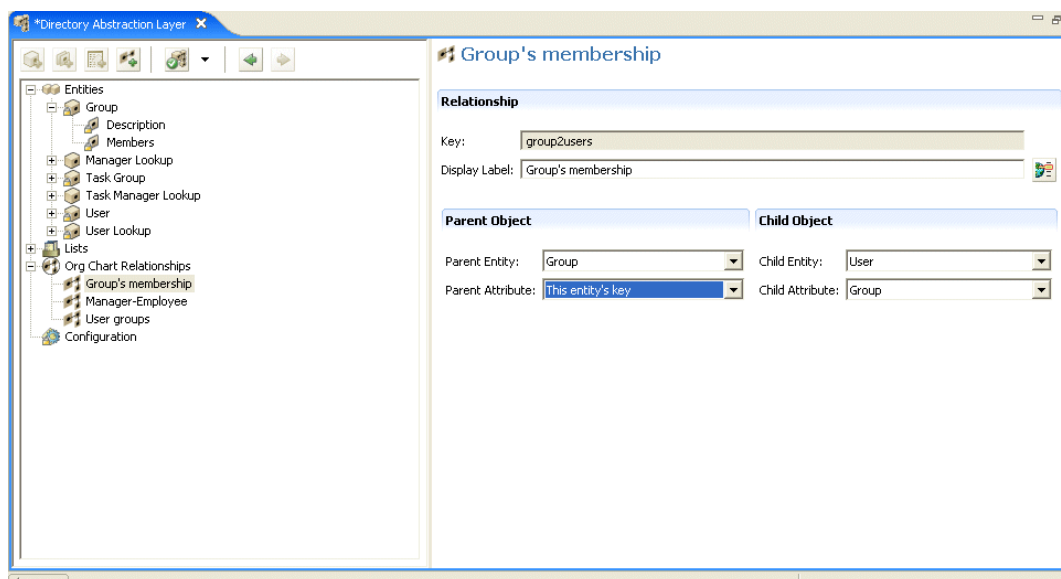 *Directory Abstraction Layer
Entities
Group
Description
Members
Manager Lookup
Task Group
Task Manager Lookup
User
User Lookup
Lists
Org Chart Relationships
Group's membership
Manager-Employee
User groups
Configuration
Group's membership
Relationship
Key: group2users
Display Label: Group's membership
Parent Object Child Object
Parent Entity: Group Child Entity: User
Parent Attribute: This entity's key Child Attribute: Group